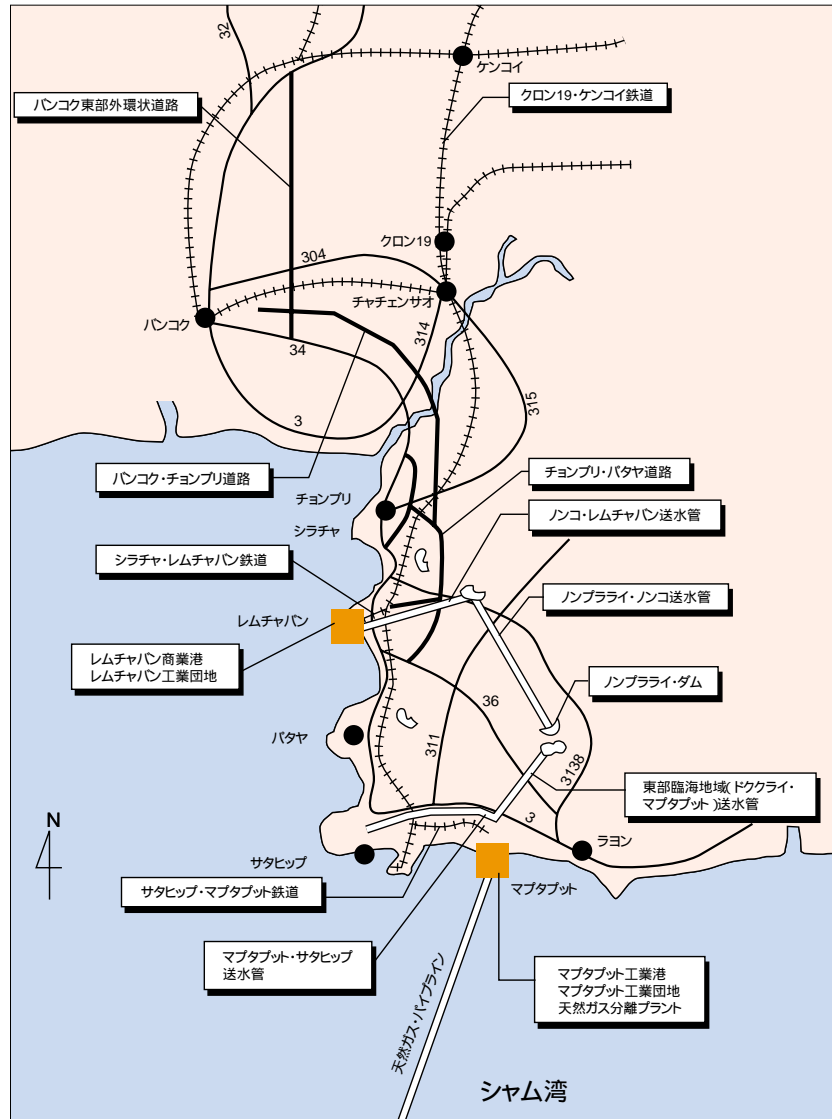 32
ケンコイ
バンコク東部外環状道路
クロン19・ケンコイ鉄道
クロン19
304
チャチェンサオ
バンコク
34
314
3
315
バンコク・チョンブリ道路
チョンブリ・パタヤ道路
チョンブリ
シラチャ
ノンコ・レムチャバン送水管
シラチャ・レムチャバン鉄道
ノンプラライ・ノンコ送水管
レムチャバン
レムチャバン商業港
レムチャバン工業団地
ノンプラライ・ダム
36
パタヤ
311
3138
東部臨海地域(ドククライ・
マプタプット)送水管
N
3
ラヨン
サタヒップ
サタヒップ・マプタプット鉄道
マプタプット
マプタプット・サタヒップ
送水管
マプタプット工業港
マプタプット工業団地
天然ガス分離プラント
天然ガス・パイプライン
シャム湾